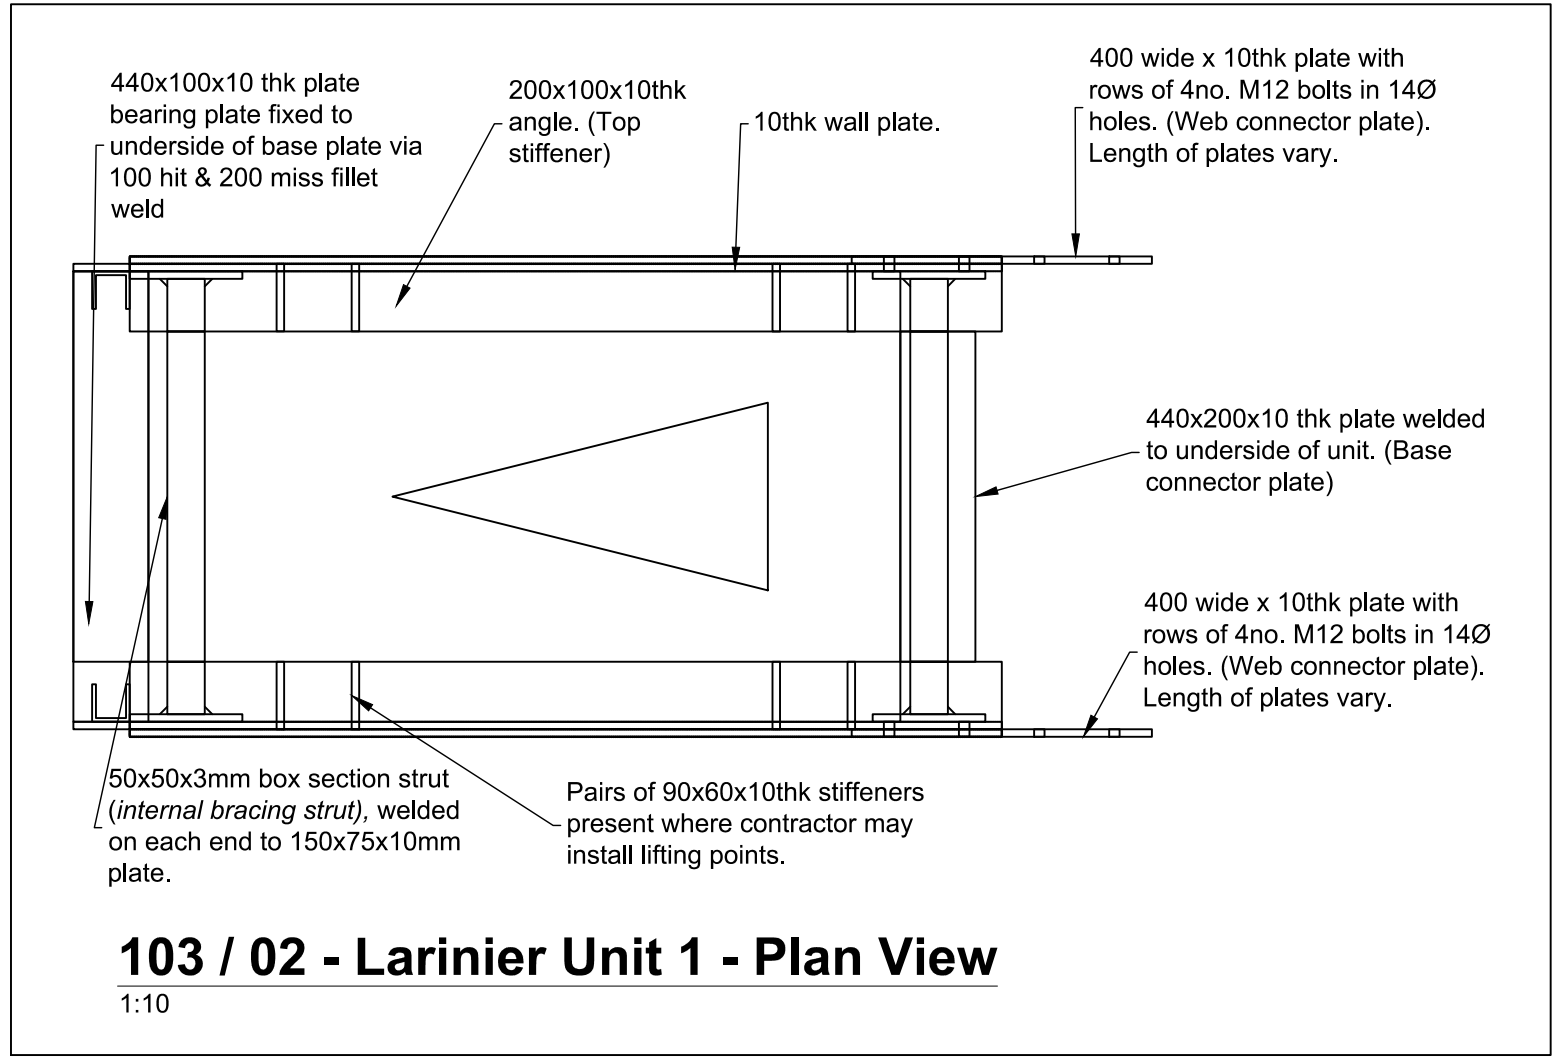 440x100x10 thk plate
bearing plate fixed to
underside of base plate via
100 hit & 200 miss fillet
weld
200x100x10thk
angle. (Top
stiffener)
10thk wall plate.
400 wide x 10thk plate with
rows of 4no. M12 bolts in 14Ø
holes. (Web connector plate).
Length of plates vary.
440x200x10 thk plate welded
to underside of unit. (Base
connector plate)
400 wide x 10thk plate with
rows of 4no. M12 bolts in 14Ø
holes. (Web connector plate).
Length of plates vary.
50x50x3mm box section strut
(internal bracing strut), welded
on each end to 150x75x10mm
plate.
Pairs of 90x60x10thk stiffeners
present where contractor may
install lifting points.
103 / 02 - Larinier Unit 1 - Plan View
1:10